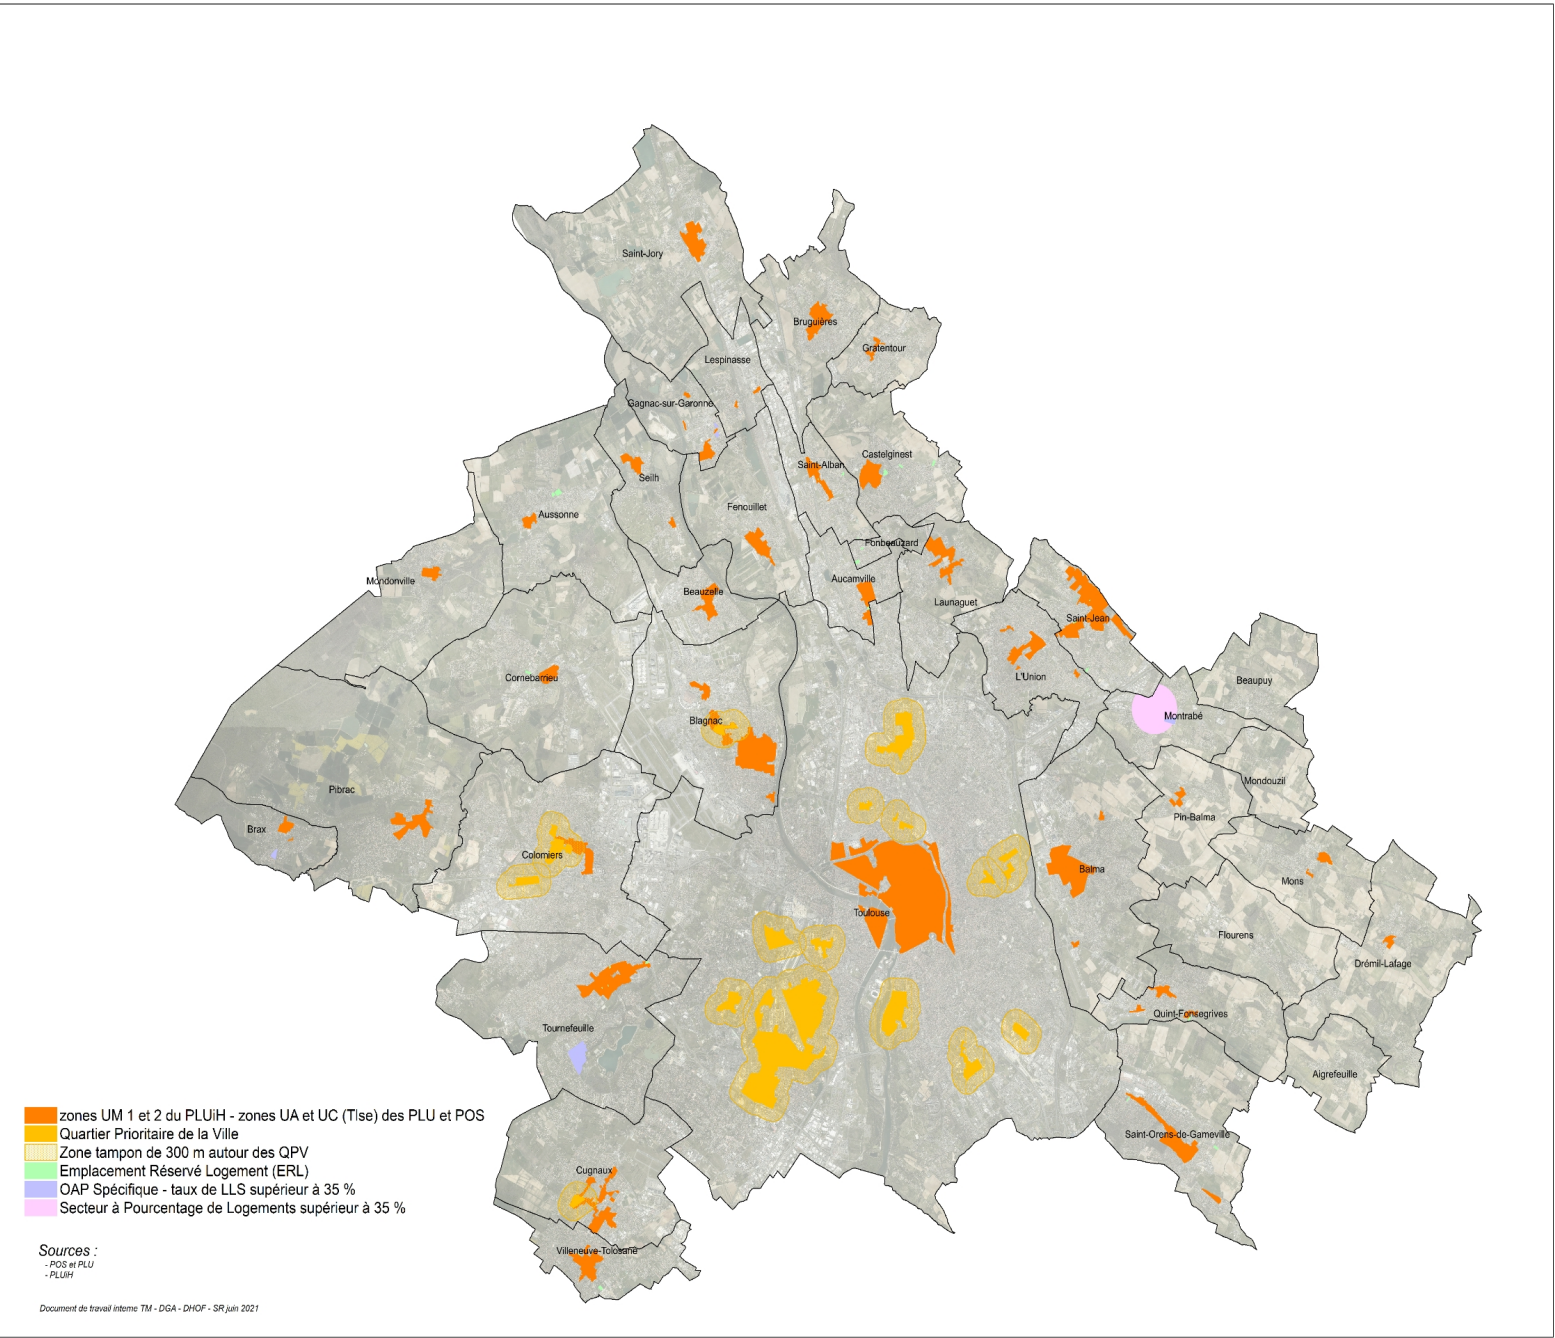 Saint-Jory
Bruguières
Gratentour
Lespinasse
Gagnac-sur-Garonne
Castelginest
Saint-Alban
Seilh
Fenouillet
Aussonne
Fonbeauzard
Mondonville
Aucamville
Beauzelle
Launaguet
Saint-Jean
L'Union
Cornebarrieu
Beaupuy
Montrabé
Blagnac
Mondouzil
Pibrac
Pin-Balma
Brax
Colomiers
Balma
Mons
Toulouse
Flourens
Drémil-Lafage
Quint-Fonsegrives
Tournefeuille
Aigrefeuille
Saint-Orens-de-Gameville
Cugnaux
Villeneuve-Tolosane
zones UM 1 et 2 du PLUiH - zones UA et UC (Tlse) des PLU et POS
Quartier Prioritaire de la Ville
Zone tampon de 300 m autour des QPV
Emplacement Réservé Logement (ERL)
OAP Spécifique - taux de LLS supérieur à 35 %
Secteur à Pourcentage de Logements supérieur à 35 %
Sources :
- POS et PLU
- PLUiH
Document de travail interne TM - DGA - DHOF - SR juin 2021